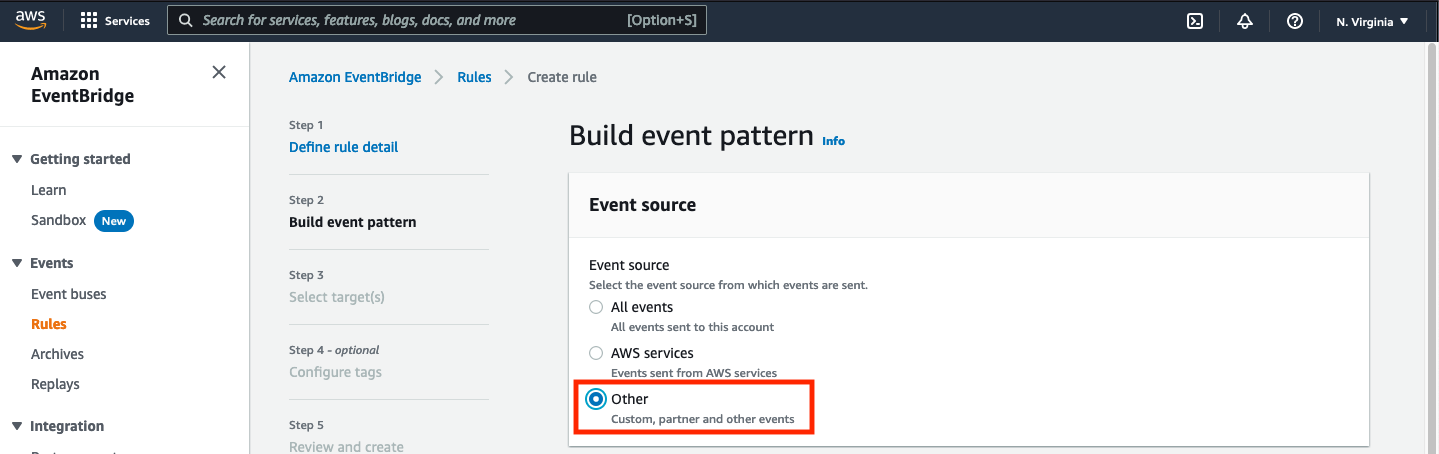 aws
Services
Search for services, features, blogs, docs, and more
[Option+S]
N. Virginia
Amazon
EventBridge
Getting started
Learn
Sandbox
New
Events
Event buses
Rules
Archives
Replays
Integration
Amazon EventBridge
Rules
Create rule
Step 1
Define rule detail
Step 2
Build event pattern
Step 3
Select target(s)
Step 4 - optional
Configure tags
Step 5
Review and create
Build event pattern
Info
Event source
Event source
Select the event source from which events are sent.
All events
All events sent to this account
AWS services
Events sent from AWS services
Other
Custom, partner and other events